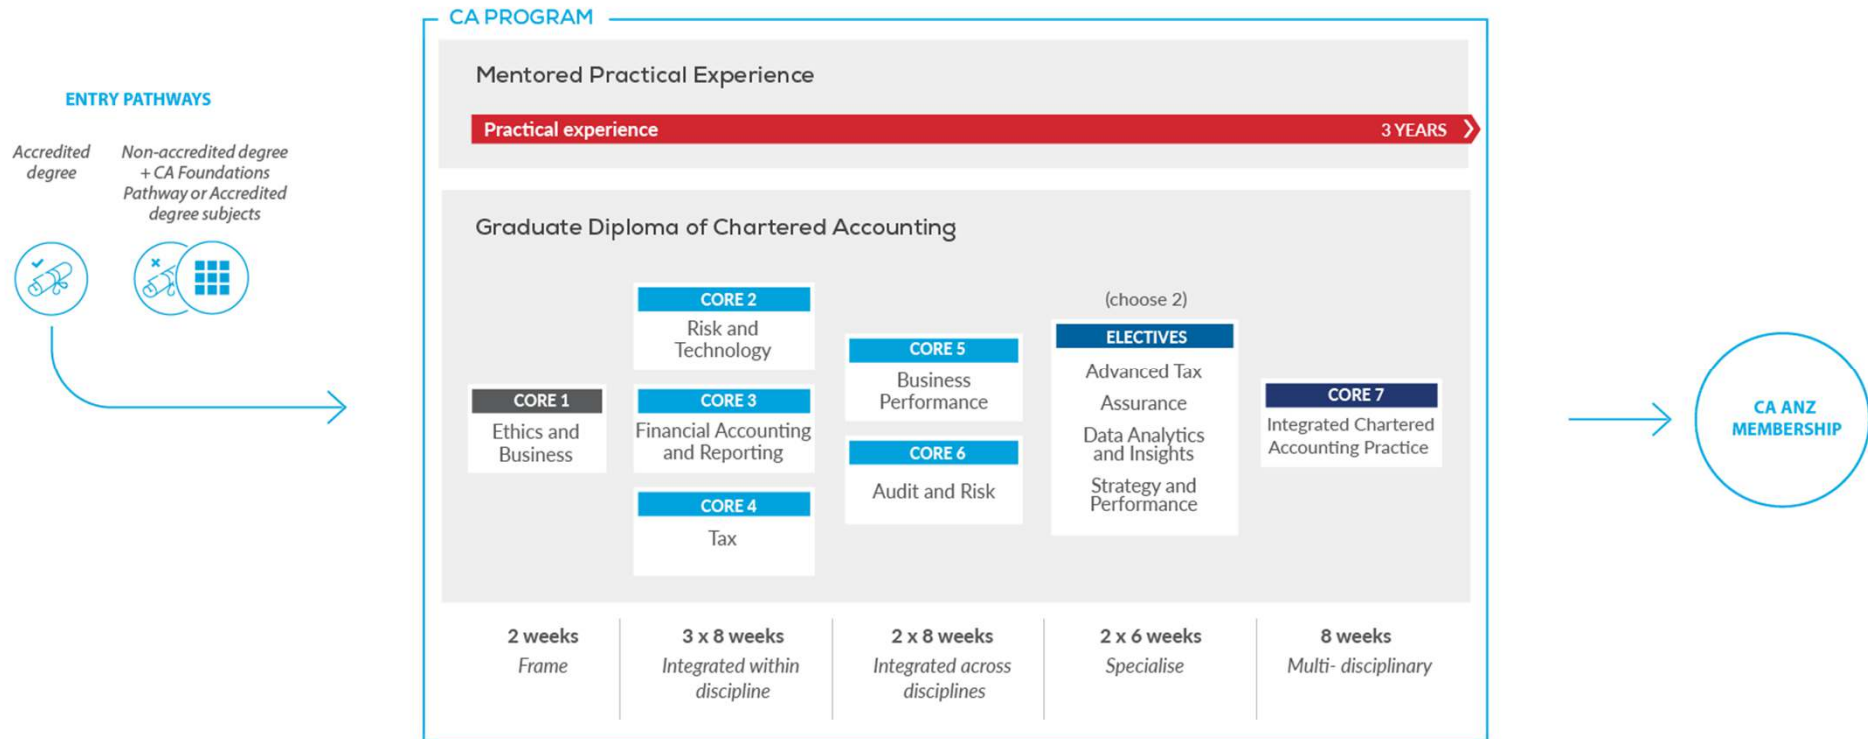 CA PROGRAM
ENTRY PATHWAYS
Accredited
degree
Non-accredited degree
+ CA Foundations
Pathway or Accredited
degree subjects
Mentored Practical Experience
Practical experience
3 YEARS
Graduate Diploma of Chartered Accounting
CORE 1
Ethics and
Business
CORE 2
Risk and
Technology
CORE 3
Financial Accounting
and Reporting
CORE 4
Tax
CORE 5
Business
Performance
CORE 6
Audit and Risk
(choose 2)
ELECTIVES
Advanced Tax
Assurance
Data Analytics
and Insights
Strategy and
Performance
CORE 7
Integrated Chartered
Accounting Practice
2 weeks
Frame
3 x 8 weeks
Integrated within
discipline
2 x 8 weeks
Integrated across
disciplines
2 x 6 weeks
Specialise
8 weeks
Multi- disciplinary
CA ANZ
MEMBERSHIP